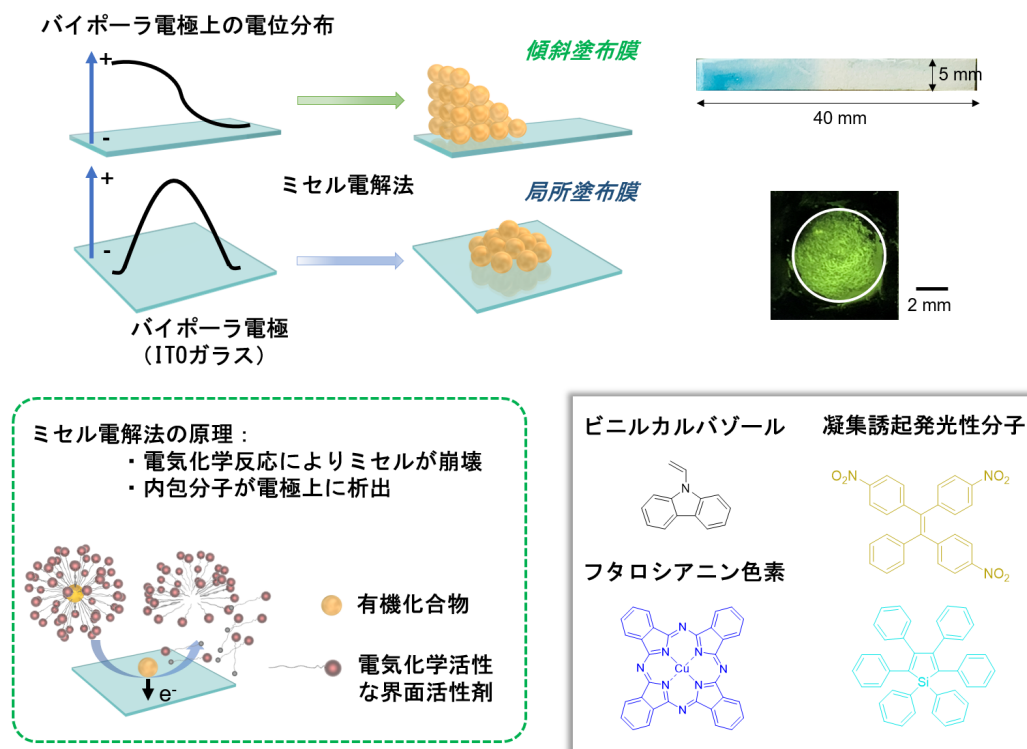 バイポーラ電極上の電位分布
+
-
傾斜塗布膜
5 mm
40 mm
ミセル電解法
+
-
局所塗布膜
2 mm
バイポーラ電極
（ITOガラス）
ミセル電解法の原理：
・電気化学反応によりミセルが崩壊
・内包分子が電極上に析出
有機化合物
電気化学活性
な界面活性剤
e-
ビニルカルバゾール
N
凝集誘起発光性分子
O2N
NO2
NO2
フタロシアニン色素
N
N
N
N
Cu
N
N
N
N
Si